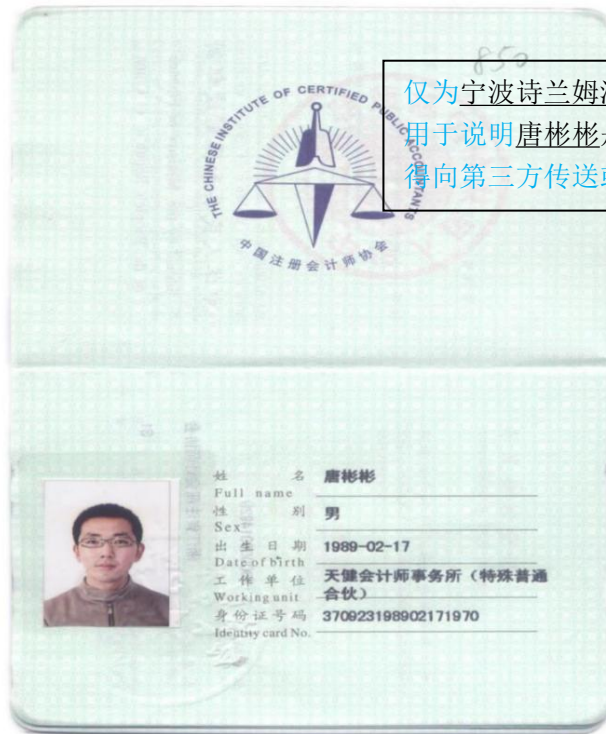 850
仅为宁波诗兰姆
用于说明唐彬彬
得向第三方传送
THE CHINESE INSTITUTE OF CERTIFIED PUBLIC ACCOUNTANTS
中国注册会计师协会
姓 名 唐彬彬
Full name
性 别 男
Sex
出生日期 1989-02-17
Date of birth
工作单位 天健会计师事务所（特殊普通
Working unit 合伙）
身份证号码 370923198902171970
Identity card No.